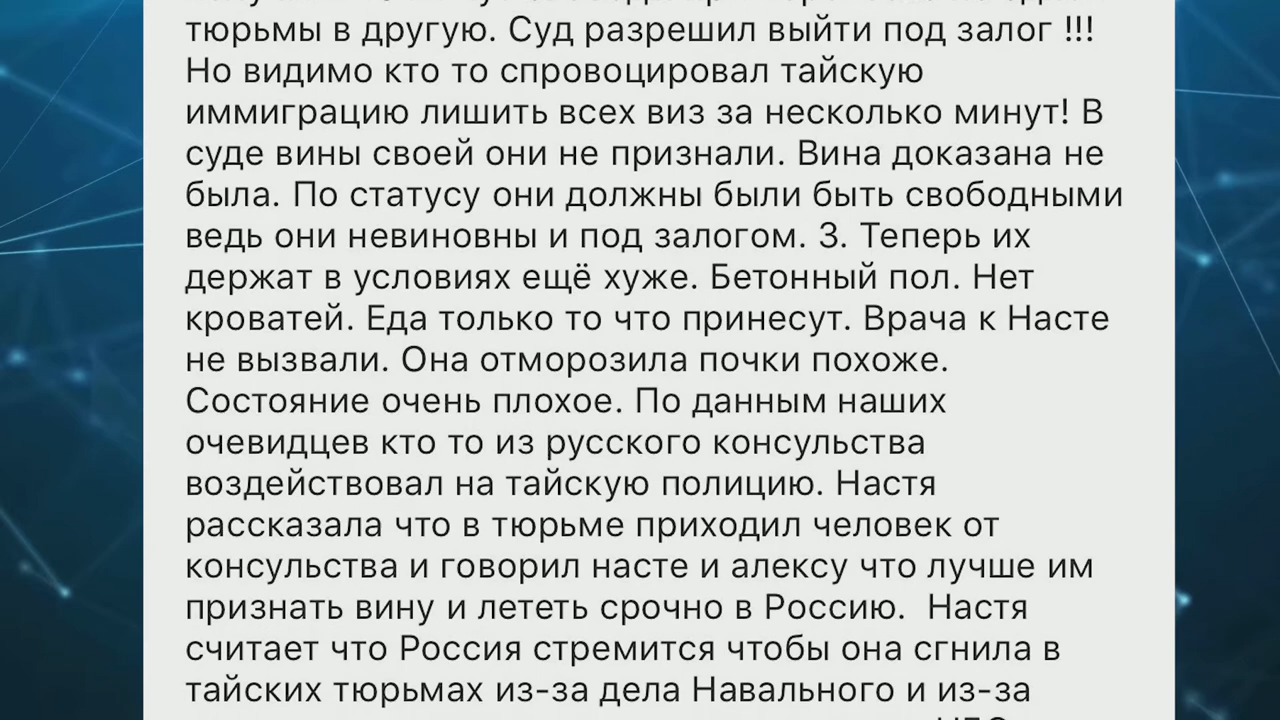 тюрьмы в другую. Суд разрешил выйти под залог !!!
Но видимо кто то спровоцировал тайскую
иммиграцию лишить всех виз за несколько минут! В
суде вины своей они не признали. Вина доказана не
была. По статусу они должны были быть свободными
ведь они невиновны и под залогом. 3. Теперь их
держат в условиях ещё хуже. Бетонный пол. Нет
кроватей. Еда только то что принесут. Врача к Насте
не вызвали. Она отморозила почки похоже.
Состояние очень плохое. По данным наших
очевидцев кто то из русского консульства
воздействовал на тайскую полицию. Настя
рассказала что в тюрьме приходил человек от
консульства и говорил насте и алексу что лучше им
признать вину и лететь срочно в Россию.  Настя
считает что Россия стремится чтобы она сгнила в
тайских тюрьмах из-за дела Навального и из-за